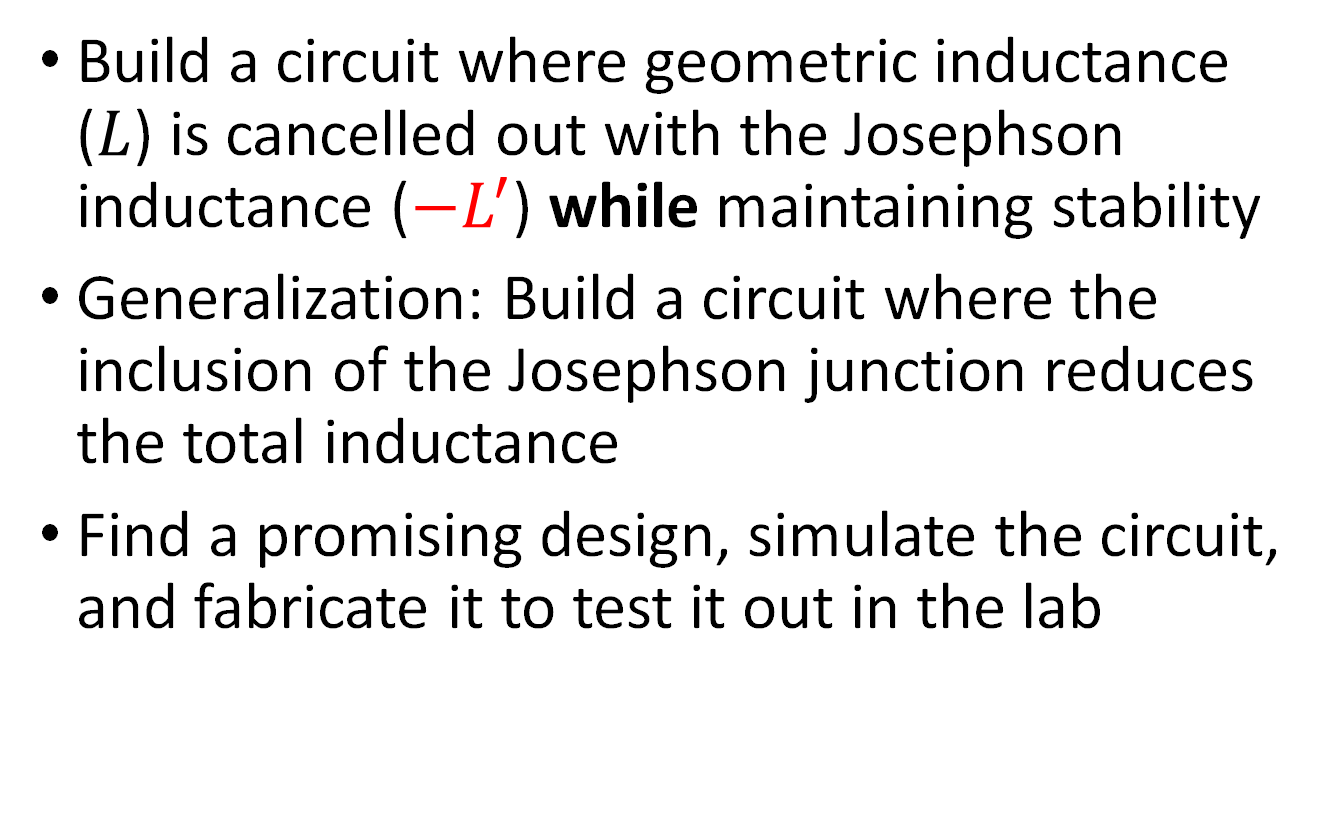 • Build a circuit where geometric inductance
(L) is cancelled out with the Josephson
inductance (−L′) while maintaining stability
• Generalization: Build a circuit where the
inclusion of the Josephson junction reduces
the total inductance
• Find a promising design, simulate the circuit,
and fabricate it to test it out in the lab